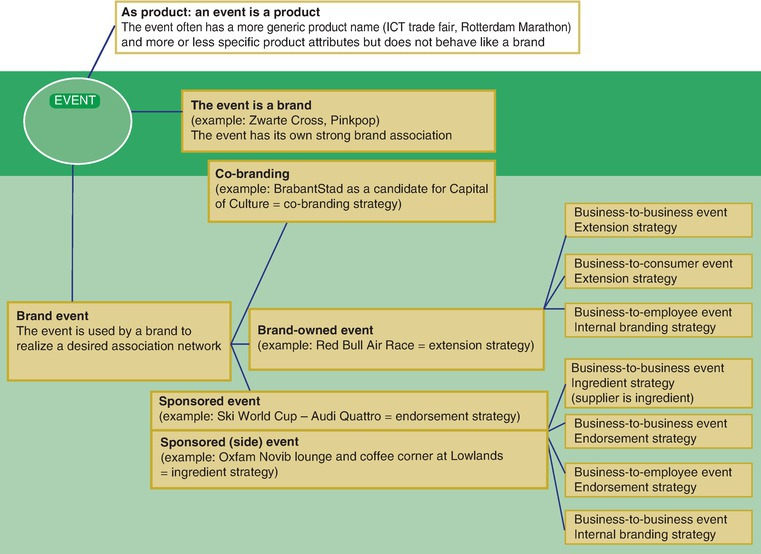 As product: an event is a product
The event often has a more generic product name (ICT trade fair, Rotterdam Marathon)
and more or less specific product attributes but does not behave like a brand
EVENT
The event is a brand
(example: Zwarte Cross, Pinkpop)
The event has its own strong brand association
Co-branding
(example: BrabantStad as a candidate for Capital
of Culture = co-branding strategy)
Brand event
The event is used by a brand to
realize a desired association network
Brand-owned event
(example: Red Bull Air Race = extension strategy)
Business-to-business event
Extension strategy
Business-to-consumer event
Extension strategy
Business-to-employee event
Internal branding strategy
Sponsored event
(example: Ski World Cup – Audi Quattro = endorsement strategy)
Sponsored (side) event
(example: Oxfam Novib lounge and coffee corner at Lowlands
= ingredient strategy)
Business-to-business event
Ingredient strategy
(supplier is ingredient)
Business-to-business event
Endorsement strategy
Business-to-employee event
Endorsement strategy
Business-to-business event
Internal branding strategy